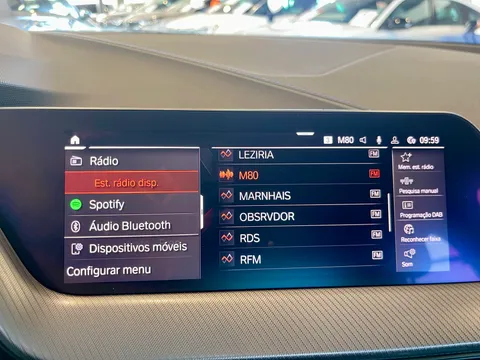 M80 09:59
Rádio
Est. rádio disp.
Spotify
Áudio Bluetooth
Dispositivos móveis
Configurar menu
LEZIRIA FM
M80 FM
MARNHAIS FM
OBSRVDOR FM
RDS FM
RFM FM
Mem. est. rádio
Pesquisa manual
Programação DAB
Reconhecer faixa
Som